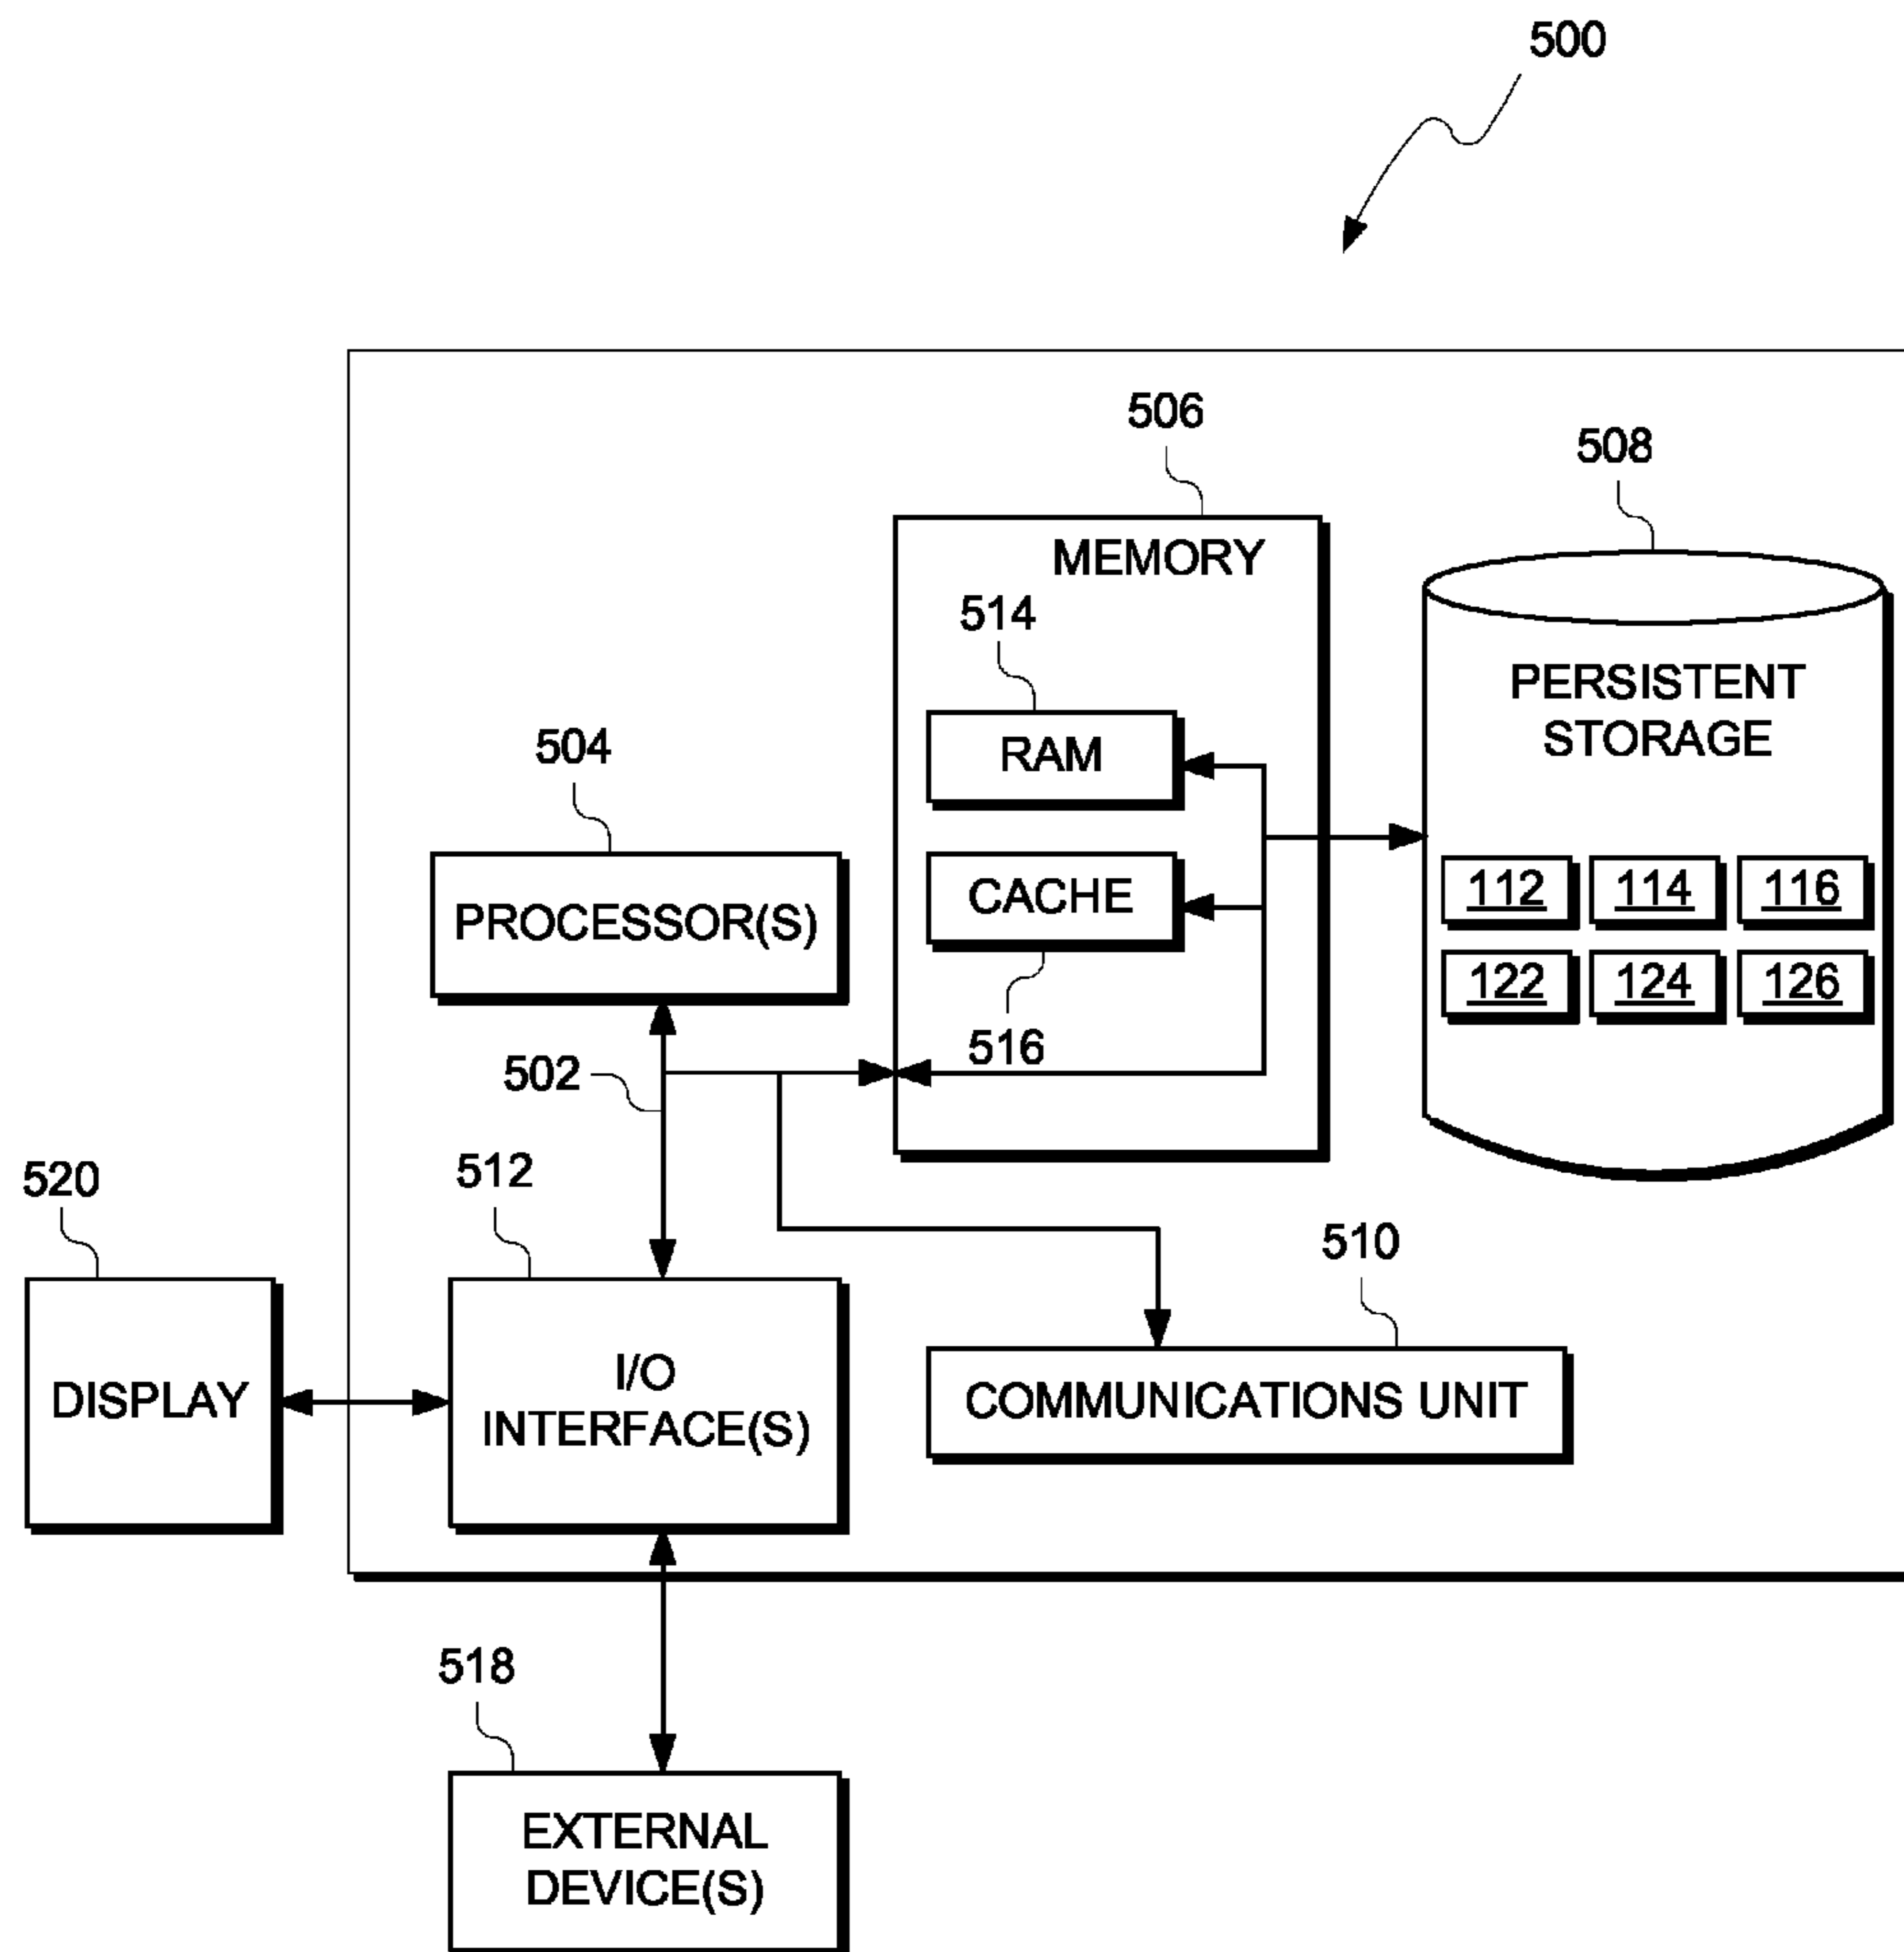 500
506
508
MEMORY
514
RAM
PERSISTENT
STORAGE
504
PROCESSOR(S)
CACHE
516
112 114 116
122 124 126
502
520
512
510
DISPLAY
I/O
INTERFACE(S)
COMMUNICATIONS UNIT
518
EXTERNAL
DEVICE(S)